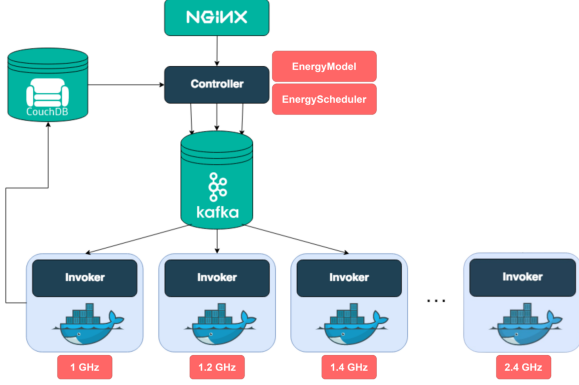 NGINX
EnergyModel
Controller
EnergyScheduler
CouchDB
kafka
Invoker
Invoker
Invoker
Invoker
...
1 GHz
1.2 GHz
1.4 GHz
2.4 GHz